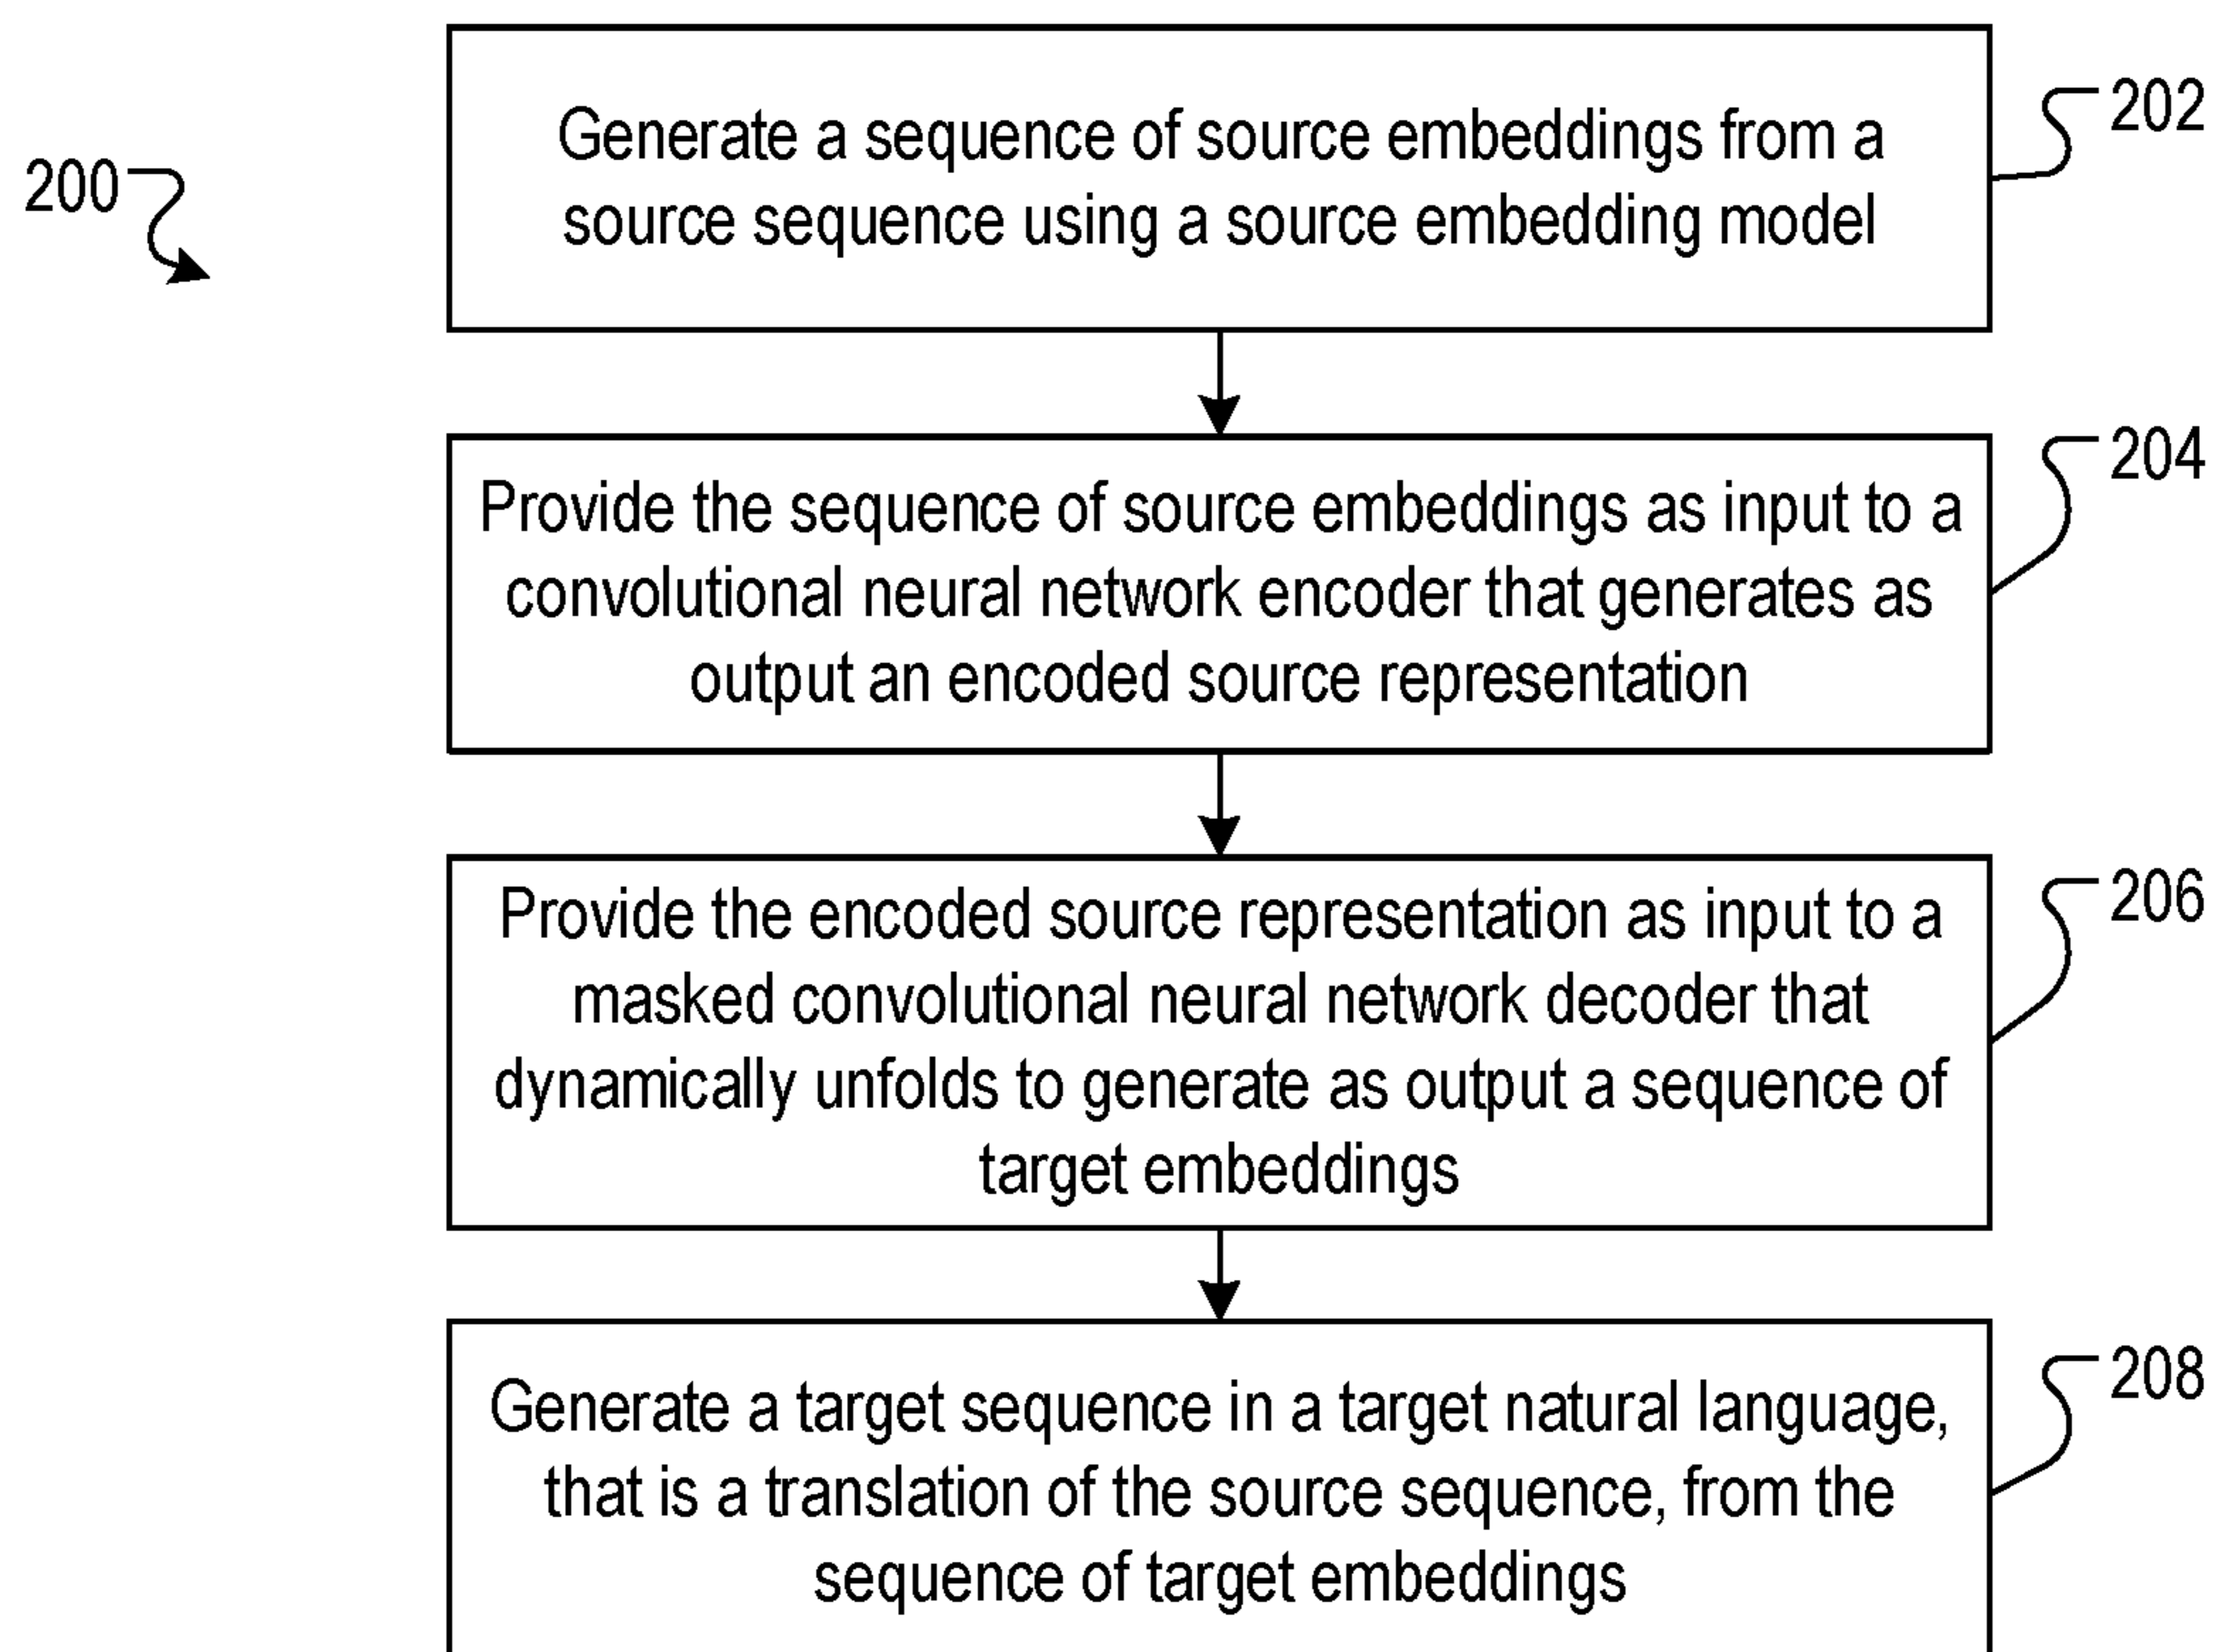 200
Generate a sequence of source embeddings from a
source sequence using a source embedding model
202
Provide the sequence of source embeddings as input to a
convolutional neural network encoder that generates as
output an encoded source representation
204
Provide the encoded source representation as input to a
masked convolutional neural network decoder that
dynamically unfolds to generate as output a sequence of
target embeddings
206
Generate a target sequence in a target natural language,
that is a translation of the source sequence, from the
sequence of target embeddings
208